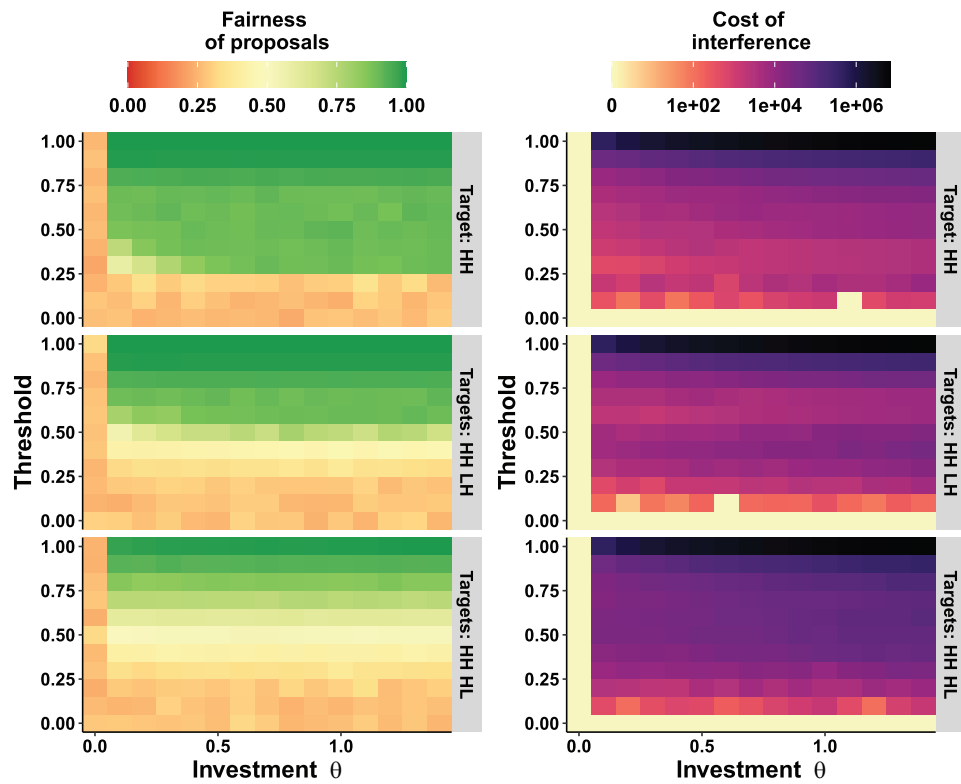 Fairness
of proposals
0.00 0.25 0.50 0.75 1.00
Cost of
interference
0 1e+02 1e+04 1e+06
Threshold
1.00
0.75
0.50
0.25
0.00
Target: HH
1.00
0.75
0.50
0.25
0.00
Targets: HH LH
1.00
0.75
0.50
0.25
0.00
Targets: HH HL
0.0 0.5 1.0
Investment θ
Threshold
1.00
0.75
0.50
0.25
0.00
Target: HH
1.00
0.75
0.50
0.25
0.00
Targets: HH LH
1.00
0.75
0.50
0.25
0.00
Targets: HH HL
0.0 0.5 1.0
Investment θ